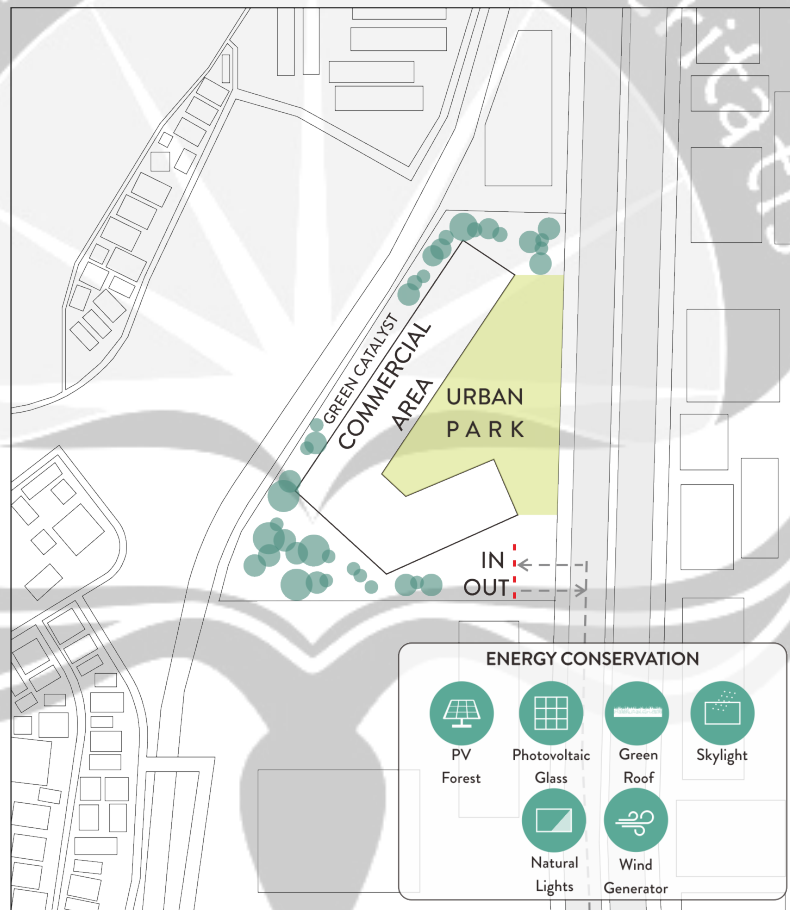 GREEN CATALYST
COMMERCIAL
AREA
URBAN
PARK
IN
OUT
ENERGY CONSERVATION
PV
Forest
Photovoltaic
Glass
Green
Roof
Skylight
Natural
Lights
Wind
Generator